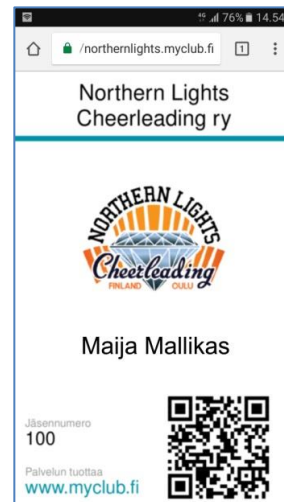 4G 76% 14.54
/northernlights.myclub.fi 1
Northern Lights
Cheerleading ry
NORTHERN LIGHTS
Cheerleading
FINLAND OULU
Maija Mallikas
Jäsennumero
100
Palvelun tuottaa
www.myclub.fi